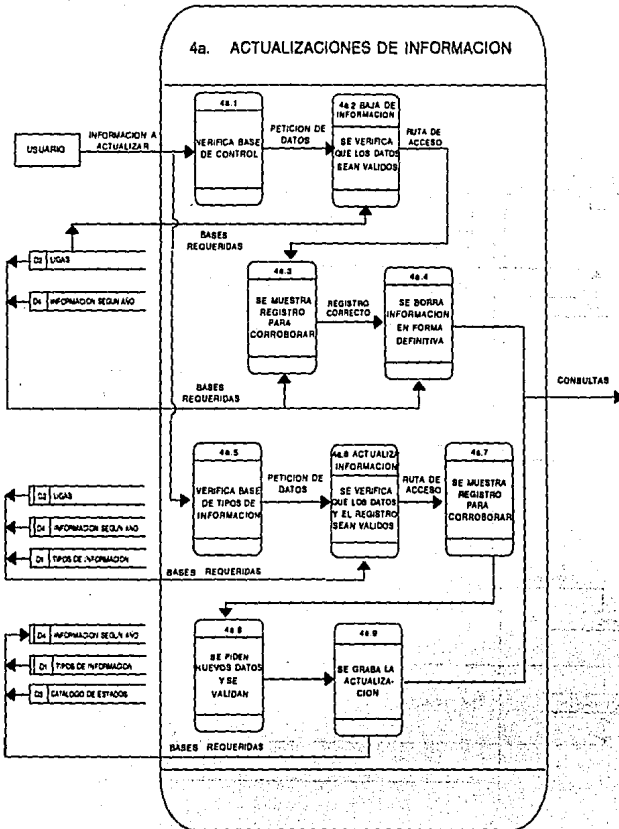 4a. ACTUALIZACIONES DE INFORMACION
4a.1
4a.2 BAJA DE
INFORMACION
INFORMACION A
ACTUALIZAR
PETICION DE
DATOS
RUTA DE
ACCESO
USUARIO
VERIFICA BASE
DE CONTROL
SE VERIFICA
QUE LOS DATOS
SEAN VALIDOS
BASES
REQUERIDAS
UGAS
INFORMACION SEGUN AÑO
4a.3
4a.4
SE MUESTRA
REGISTRO
PARA
CORROBORAR
REGISTRO
CORRECTO
SE BORRA
INFORMACION
EN FORMA
DEFINITIVA
BASES
REQUERIDAS
CONSULTAS
4a.5
4a.6 ACTUALIZA
INFORMACION
4a.7
VERIFICA BASE
DE TIPOS DE
INFORMACION
PETICION DE
DATOS
SE VERIFICA
QUE LOS DATOS
Y EL REGISTRO
SEAN VALIDOS
RUTA DE
ACCESO
SE MUESTRA
REGISTRO
PARA
CORROBORAR
UGAS
INFORMACION SEGUN AÑO
TIPOS DE INFORMACION
BASES REQUERIDAS
4a.8
4a.9
INFORMACION SEGUN AÑO
TIPOS DE INFORMACION
CATALOGO DE ESTADOS
SE PIDEN
NUEVOS DATOS
Y SE
VALIDAN
SE GRABA LA
ACTUALIZA-
CION
BASES REQUERIDAS